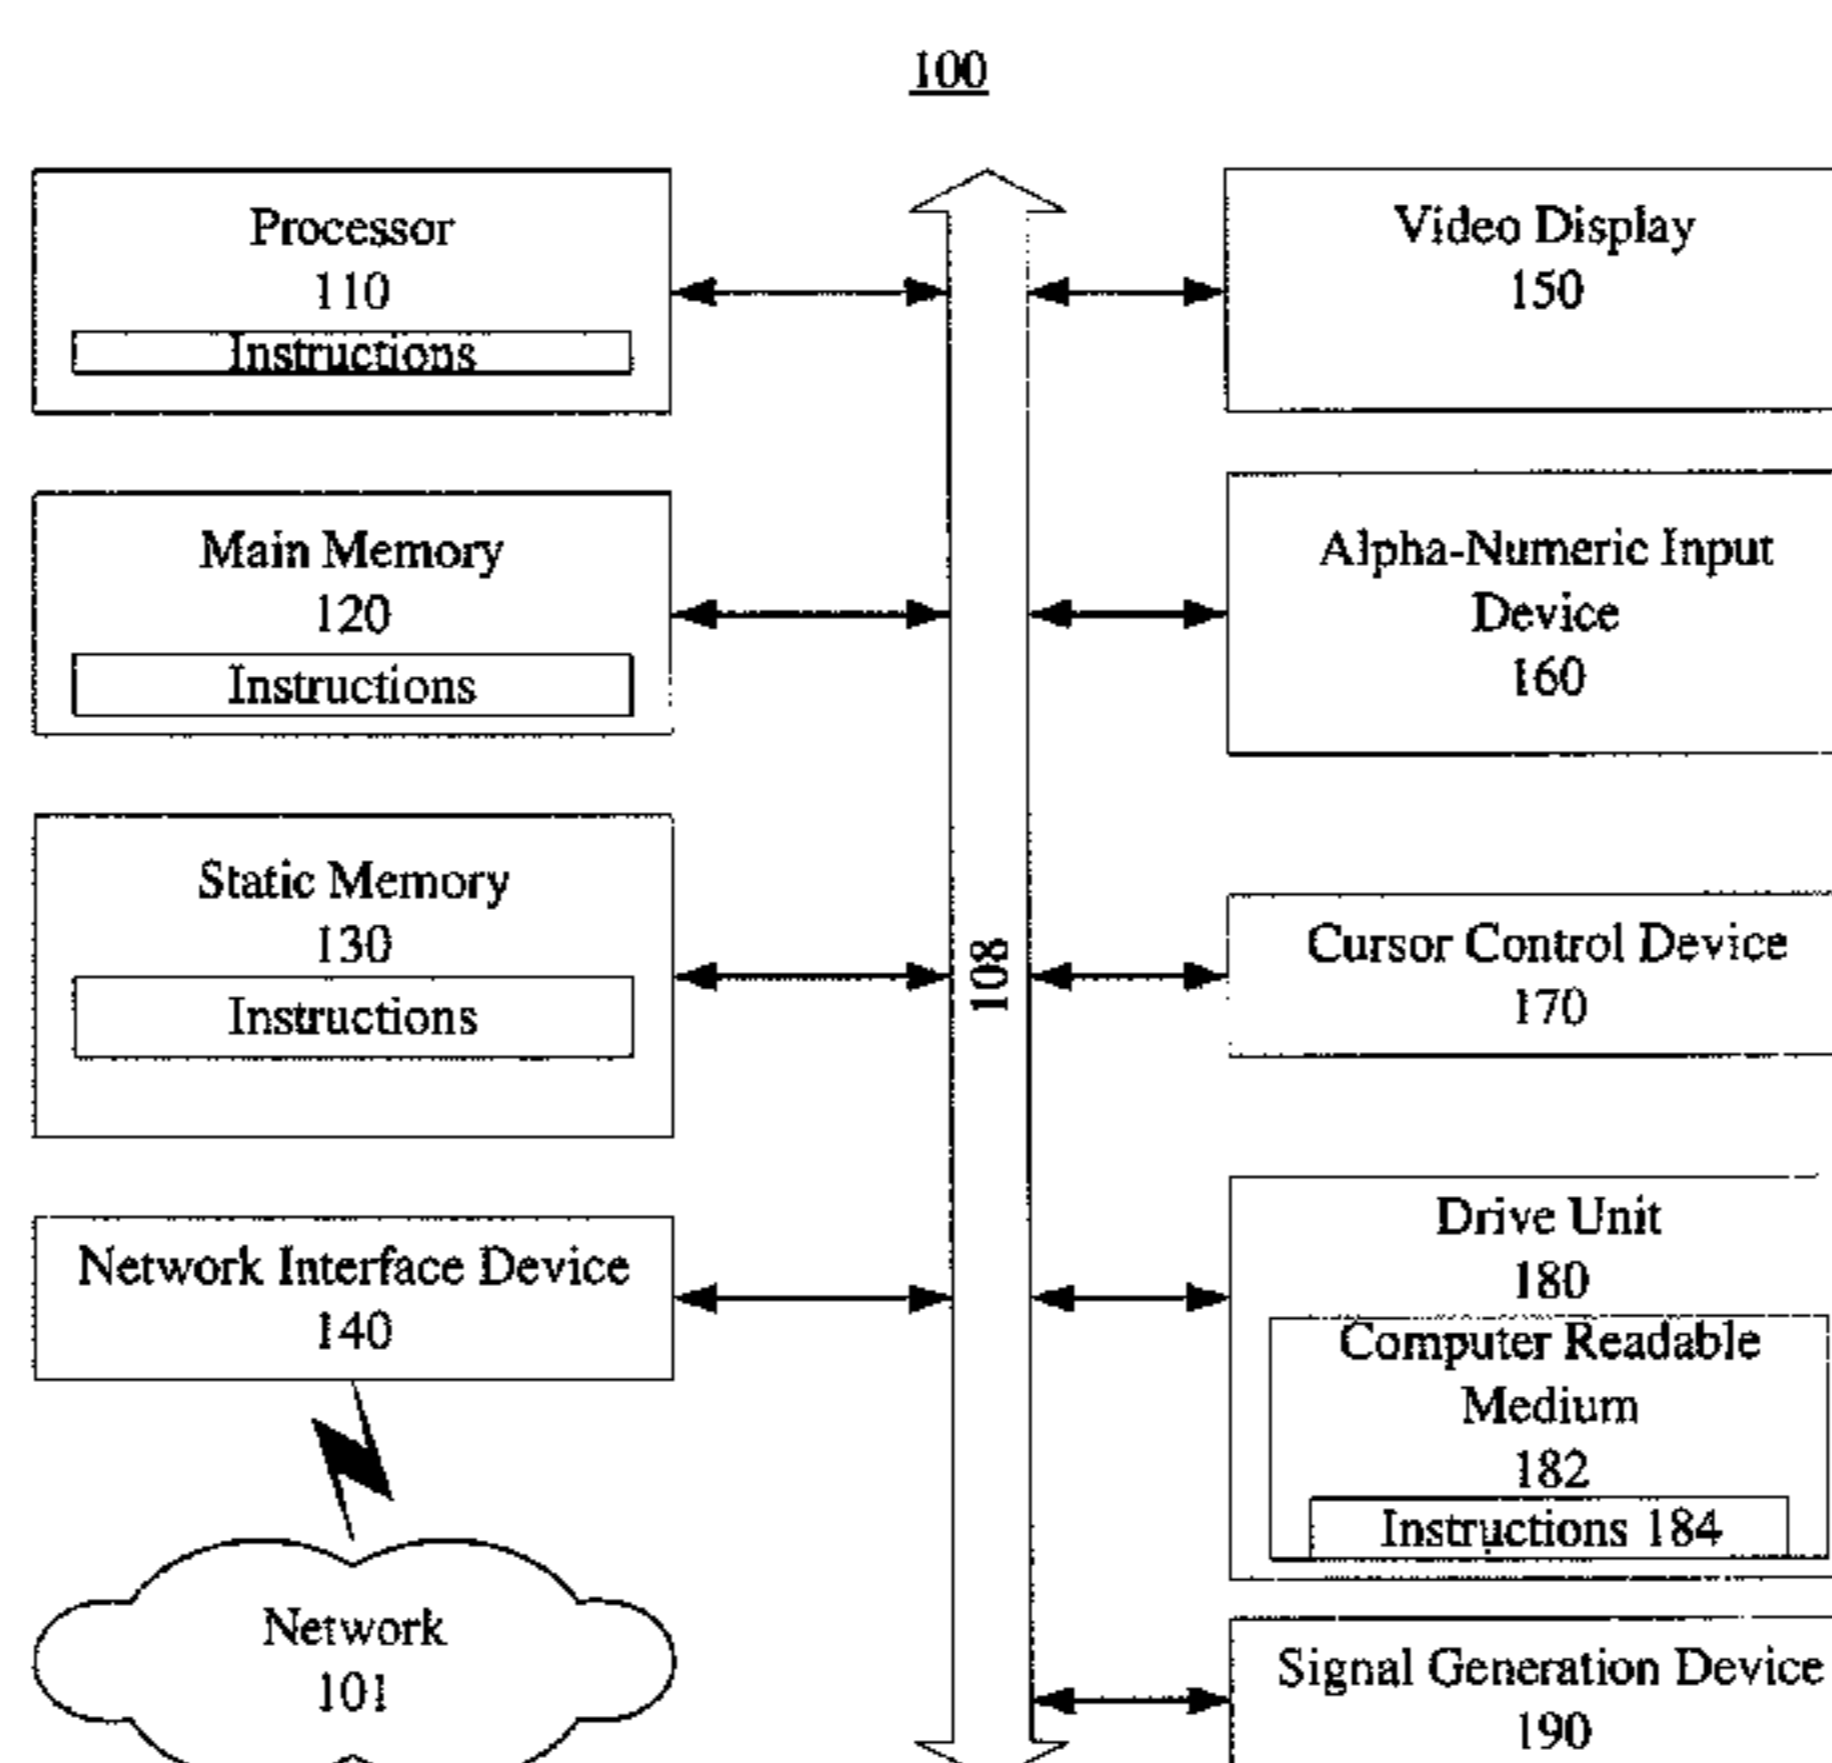 100
Processor
110
Instructions
Main Memory
120
Instructions
Static Memory
130
Instructions
Network Interface Device
140
Network
101
108
Video Display
150
Alpha-Numeric Input
Device
160
Cursor Control Device
170
Drive Unit
180
Computer Readable
Medium
182
Instructions 184
Signal Generation Device
190